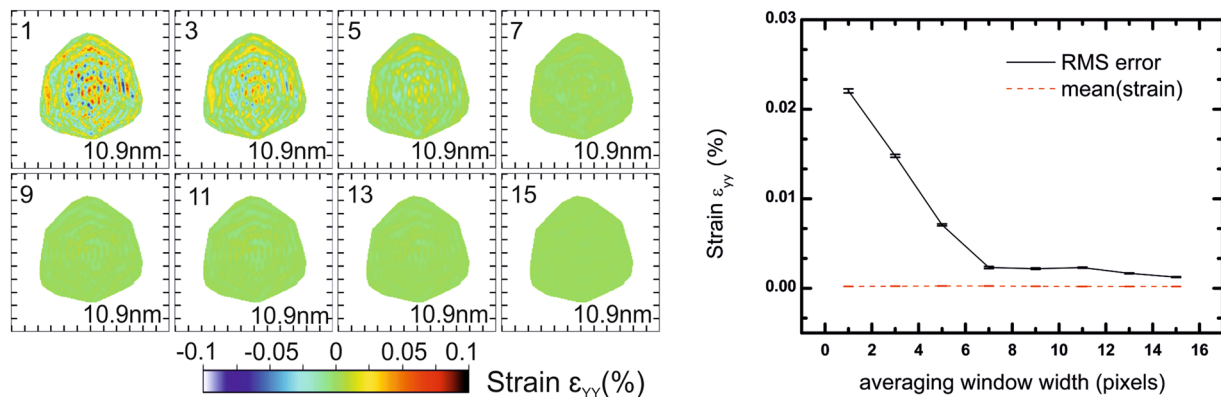 1 3 5 7
10.9nm 10.9nm 10.9nm 10.9nm
9 11 13 15
10.9nm 10.9nm 10.9nm 10.9nm
-0.1 -0.05 0 0.05 0.1
Strain εYY(%)
0.03
0.02
0.01
0.00
Strain εyy (%)
RMS error
mean(strain)
0 2 4 6 8 10 12 14 16
averaging window width (pixels)